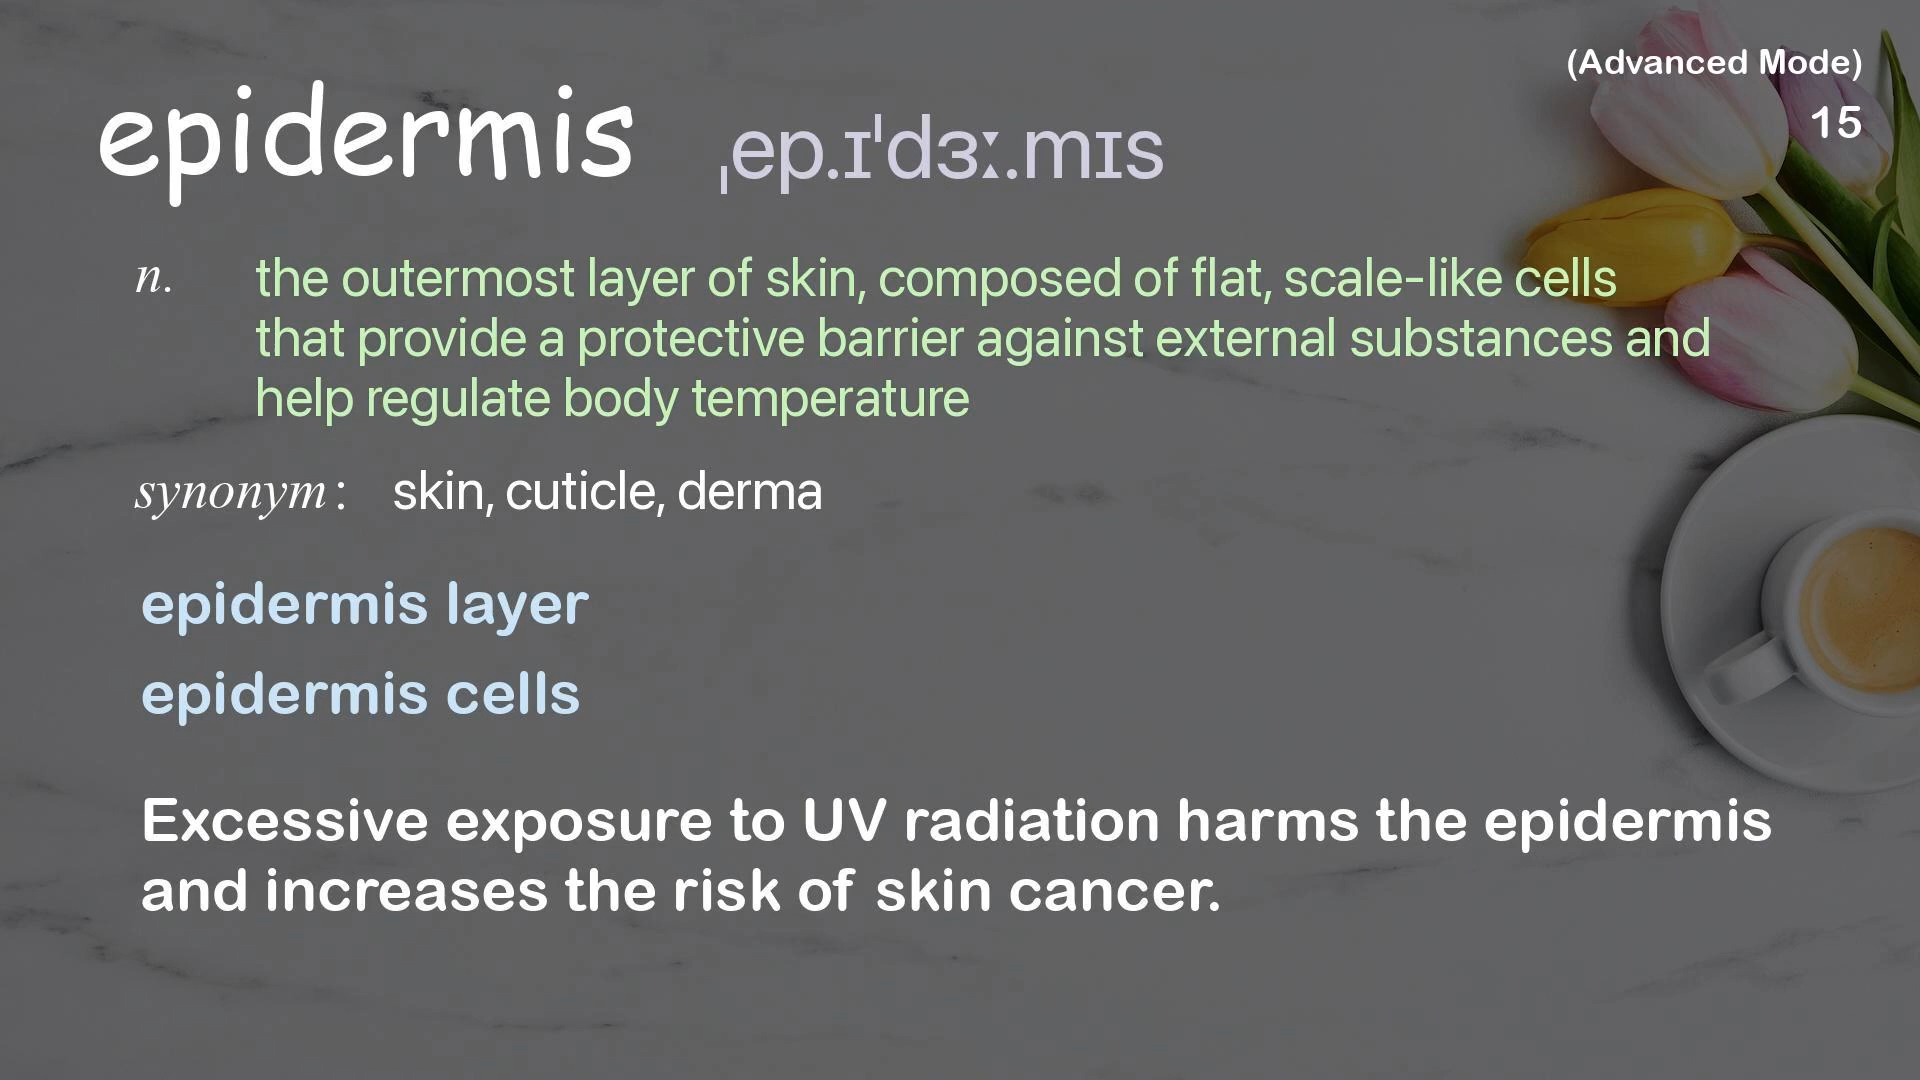 (Advanced Mode)
15
epidermis ˌep.ɪˈdɜː.mɪs
n. the outermost layer of skin, composed of flat, scale-like cells
that provide a protective barrier against external substances and
help regulate body temperature
synonym: skin, cuticle, derma
epidermis layer
epidermis cells
Excessive exposure to UV radiation harms the epidermis
and increases the risk of skin cancer.